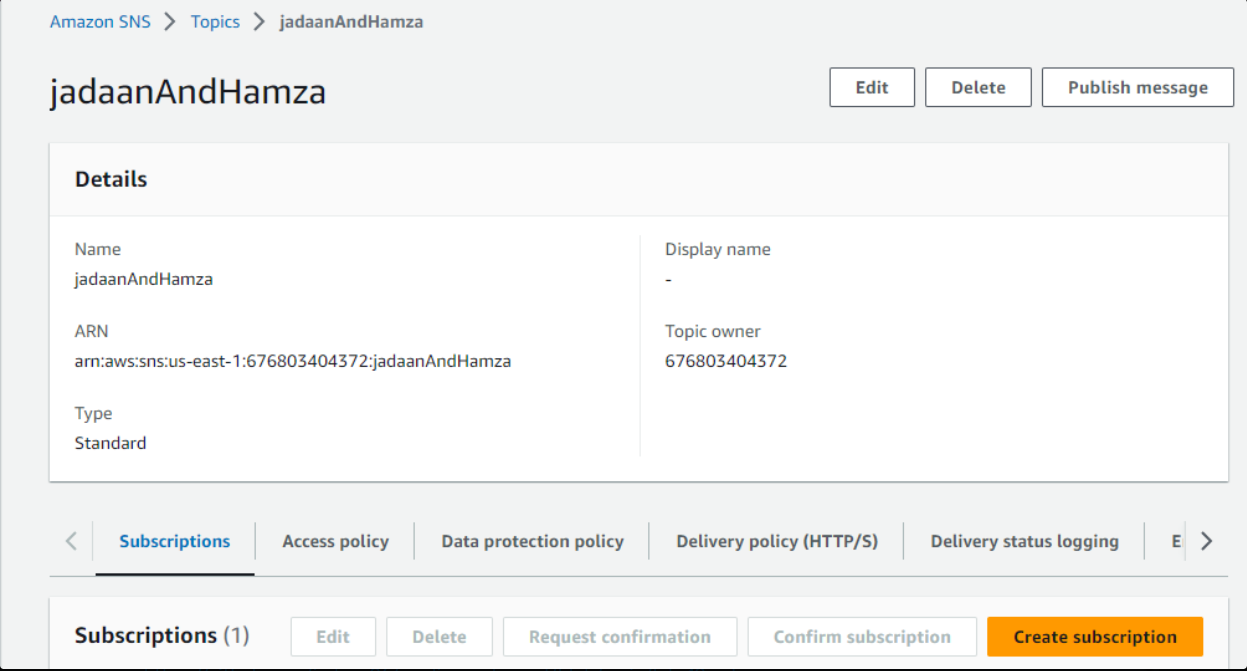 Amazon SNS > Topics > jadaanAndHamza
jadaanAndHamza
Edit Delete Publish message
Details
Name
jadaanAndHamza
Display name
-
ARN
arn:aws:sns:us-east-1:676803404372:jadaanAndHamza
Topic owner
676803404372
Type
Standard
Subscriptions Access policy Data protection policy Delivery policy (HTTP/S) Delivery status logging E
Subscriptions (1) Edit Delete Request confirmation Confirm subscription Create subscription